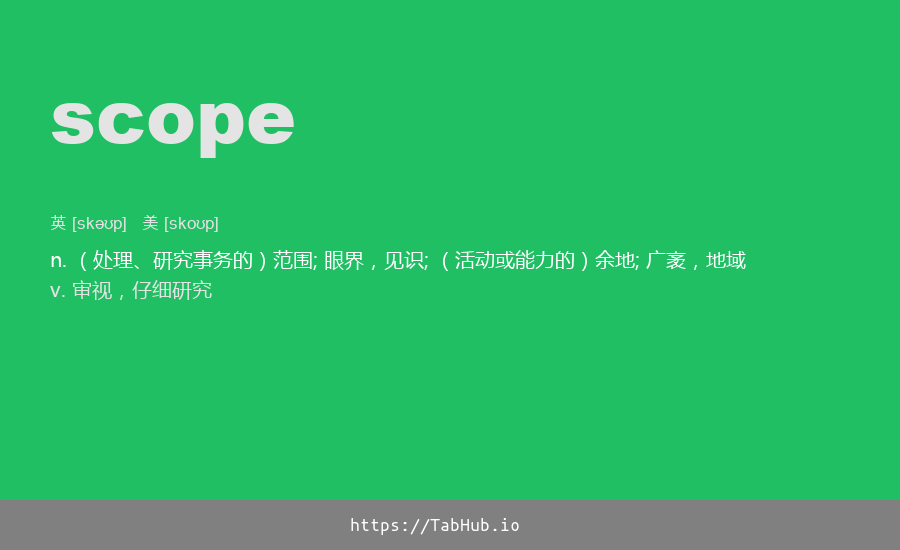 scope
英 [skəʊp] 美 [skoʊp]
n. （处理、研究事务的）范围; 眼界，见识; （活动或能力的）余地; 广袤，地域
v. 审视，仔细研究
https://TabHub.io